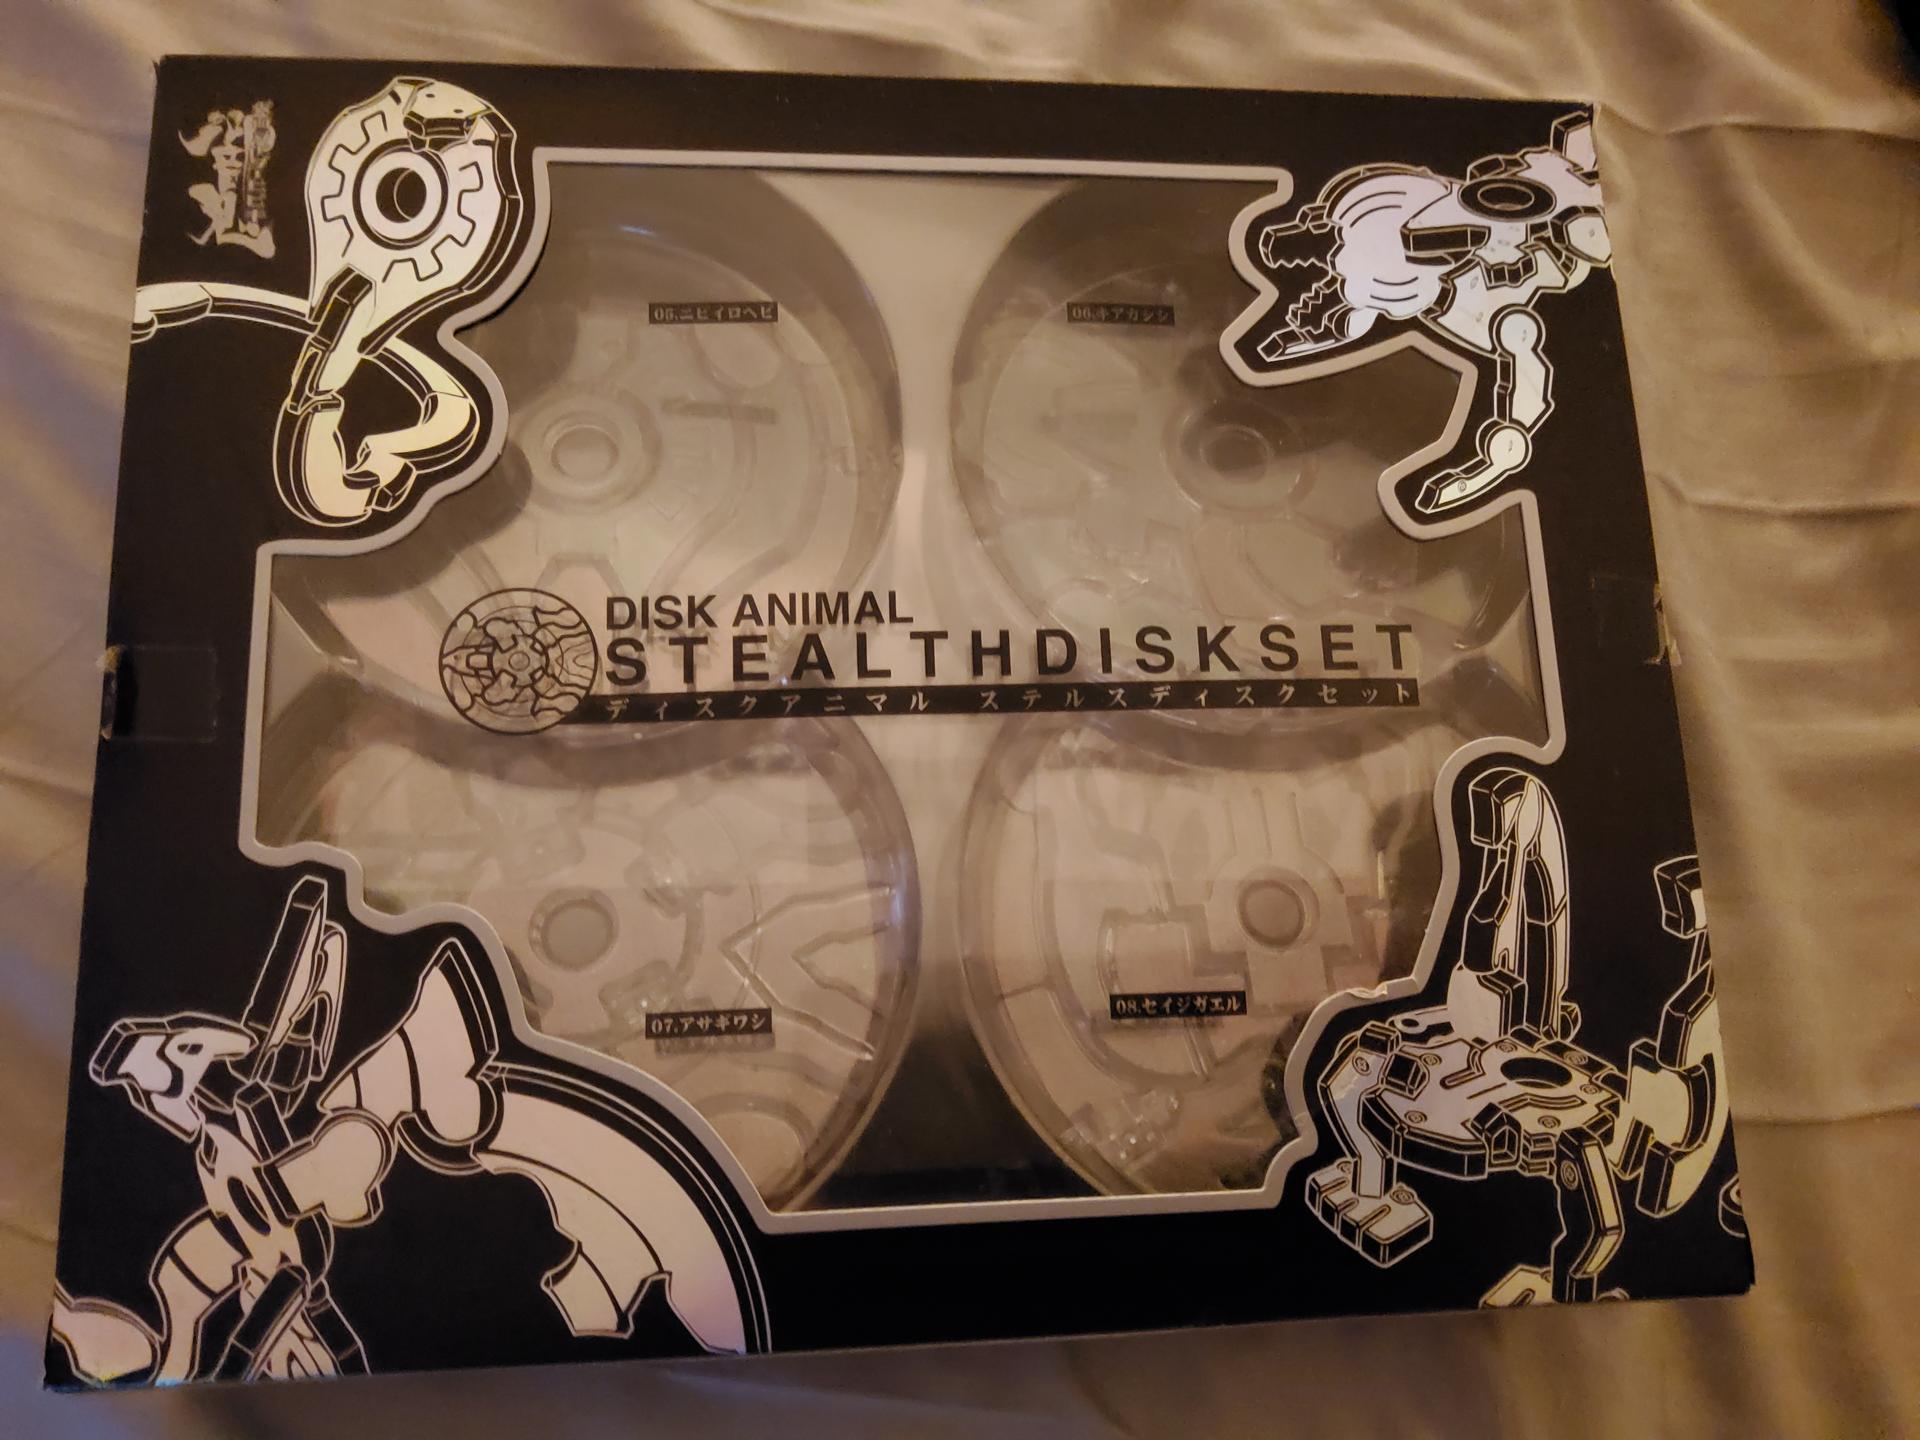 響鬼
05.ニビイロヘビ
06.キアカシシ
DISK ANIMAL
STEALTHDISKSET
ディスクアニマル ステルスディスクセット
07.アサギワシ
08.セイジガエル